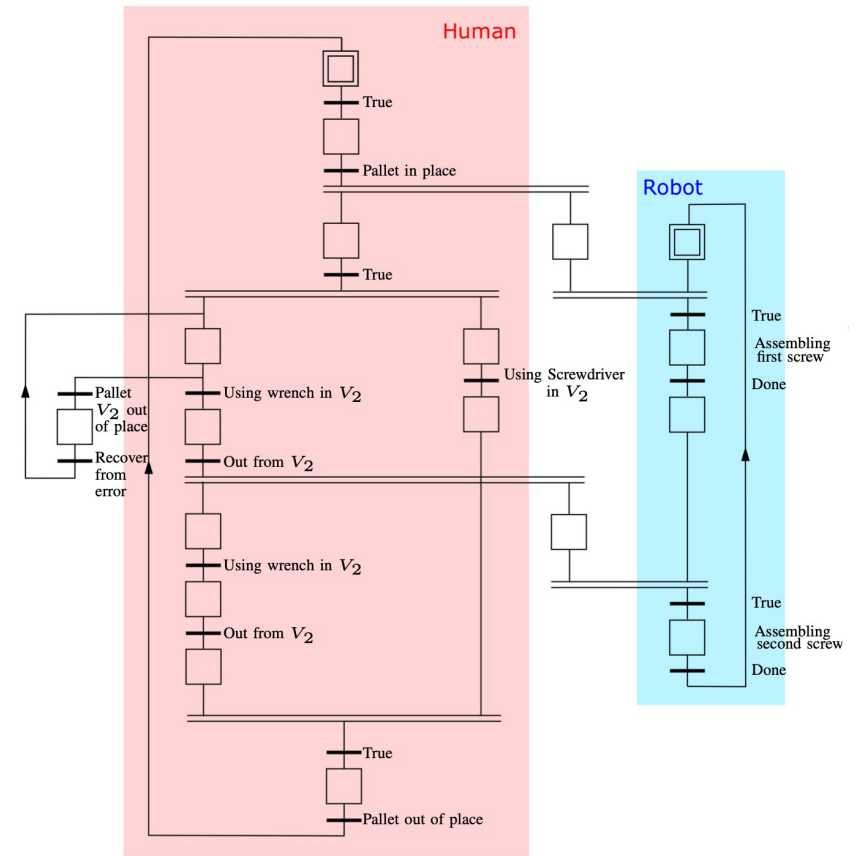 Human
True
Pallet in place
Robot
True
True
Assembling
first screw
Done
Using Screwdriver
in V2
Pallet
V2 out
of place
Using wrench in V2
Recover
from
error
Out from V2
Using wrench in V2
True
Out from V2
Assembling
second screw
Done
True
Pallet out of place